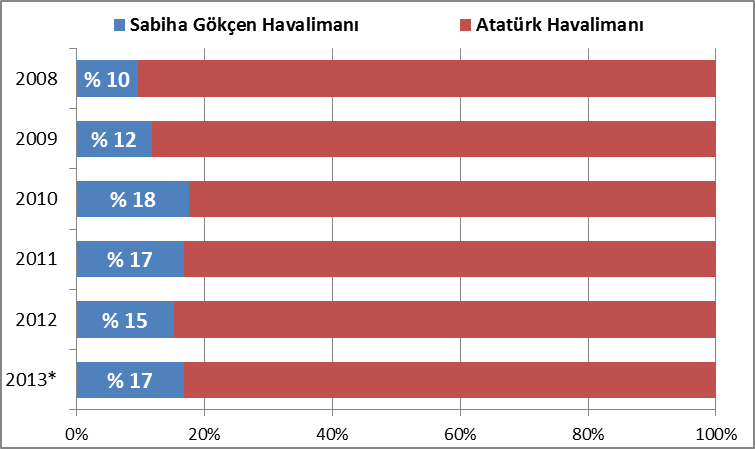 Sabiha Gökçen Havalimanı Atatürk Havalimanı
2008 % 10
2009 % 12
2010 % 18
2011 % 17
2012 % 15
2013* % 17
0% 20% 40% 60% 80% 100%